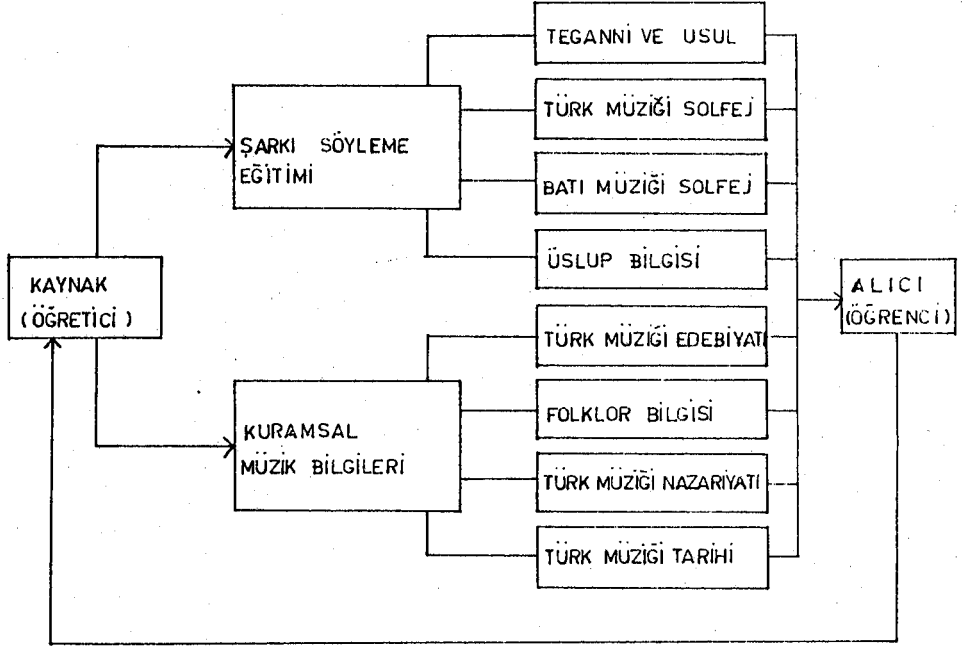 KAYNAK
(ÖĞRETİCİ)
ŞARKI SÖYLEME
EĞİTİMİ
KURAMSAL
MÜZİK BİLGİLERİ
TEGANNİ VE USUL
TÜRK MÜZİĞİ SOLFEJ
BATI MÜZİĞİ SOLFEJ
ÜSLUP BİLGİSİ
TÜRK MÜZİĞİ EDEBİYATI
FOLKLOR BİLGİSİ
TÜRK MÜZİĞİ NAZARİYATI
TÜRK MÜZİĞİ TARİHİ
ALICI
(ÖĞRENCİ)